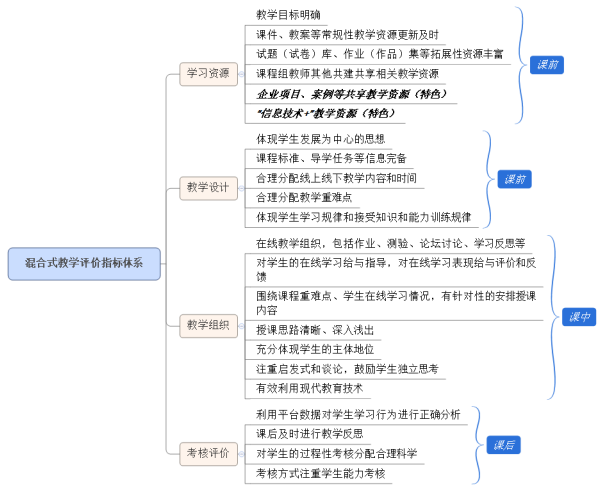 混合式教学评价指标体系
学习资源
教学目标明确
课件、教案等常规性教学资源更新及时
试题（试卷）库、作业（作品）集等拓展性资源丰富
课程组教师其他共建共享相关教学资源
企业项目、案例等共享教学资源（特色）
“信息技术+”教学资源（特色）
课前
教学设计
体现学生发展为中心的思想
课程标准、导学任务等信息完备
合理分配线上线下教学内容和时间
合理分配教学重难点
体现学生学习规律和接受知识和能力训练规律
课前
教学组织
在线教学组织，包括作业、测验、论坛讨论、学习反思等
对学生的在线学习给与指导，对在线学习表现给与评价和反
馈
围绕课程重难点、学生在线学习情况，有针对性的安排授课
内容
授课思路清晰、深入浅出
充分体现学生的主体地位
注重启发式和谈论，鼓励学生独立思考
有效利用现代教育技术
课中
考核评价
利用平台数据对学生学习行为进行正确分析
课后及时进行教学反思
对学生的过程性考核分配合理科学
考核方式注重学生能力考核
课后